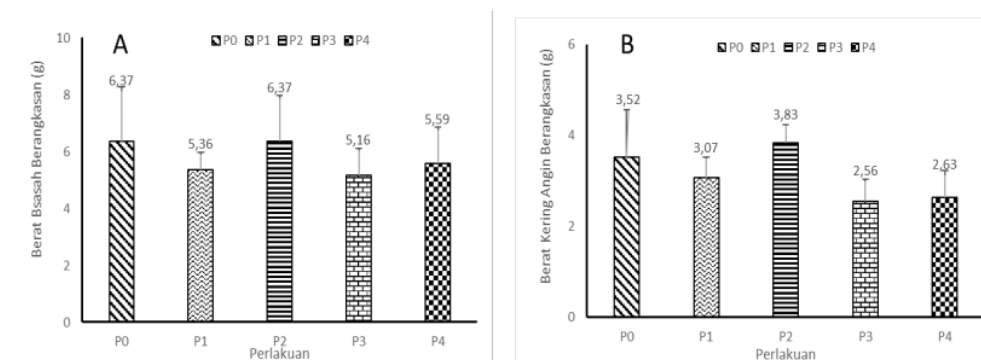 A
P0 P1 P2 P3 P4
Berat Bsasah Berangkasan (g)
10
8
6
4
2
0
6,37
5,36
6,37
5,16
5,59
P0 P1 P2 P3 P4
Perlakuan
B
P0 P1 P2 P3 P4
Berat Kering Angin Berangkasan (g)
6
4
2
0
3,52
3,07
3,83
2,56
2,63
P0 P1 P2 P3 P4
Perlakuan